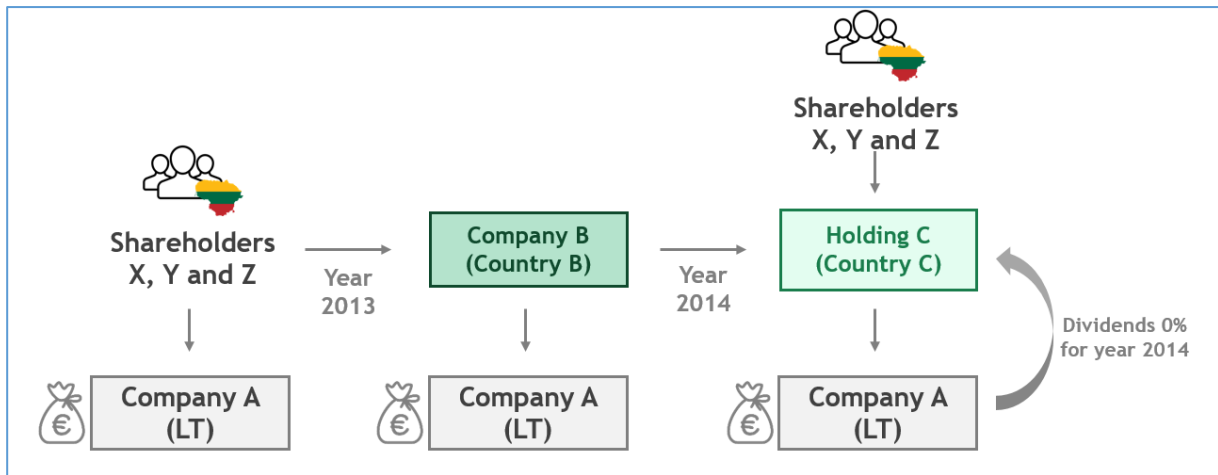 Shareholders
X, Y and Z
Shareholders
X, Y and Z
Year
2013
Company B
(Country B)
Year
2014
Holding C
(Country C)
Dividends 0%
for year 2014
€
Company A
(LT)
€
Company A
(LT)
€
Company A
(LT)